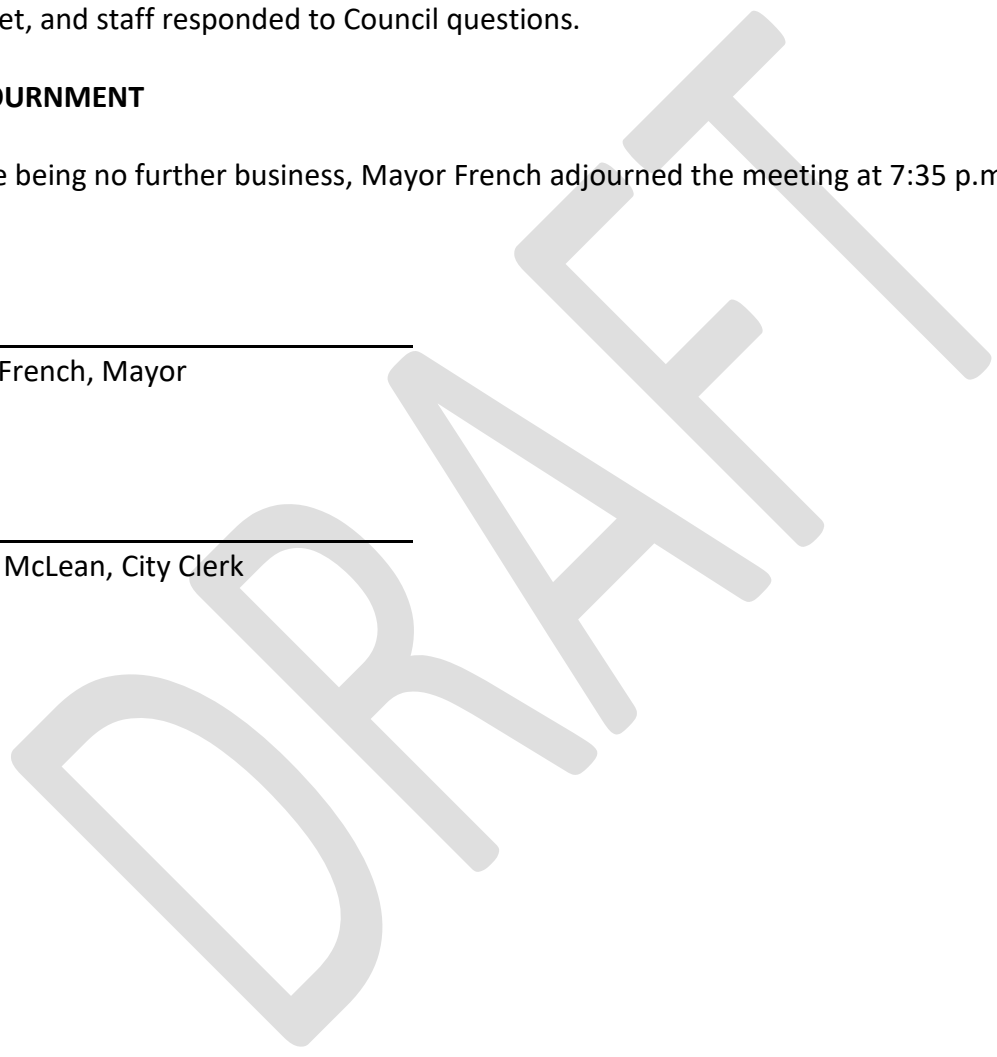 et, and staff responded to Council questions.
OURNMENT
e being no further business, Mayor French adjourned the meeting at 7:35 p.m
French, Mayor
McLean, City Clerk
DRAFT